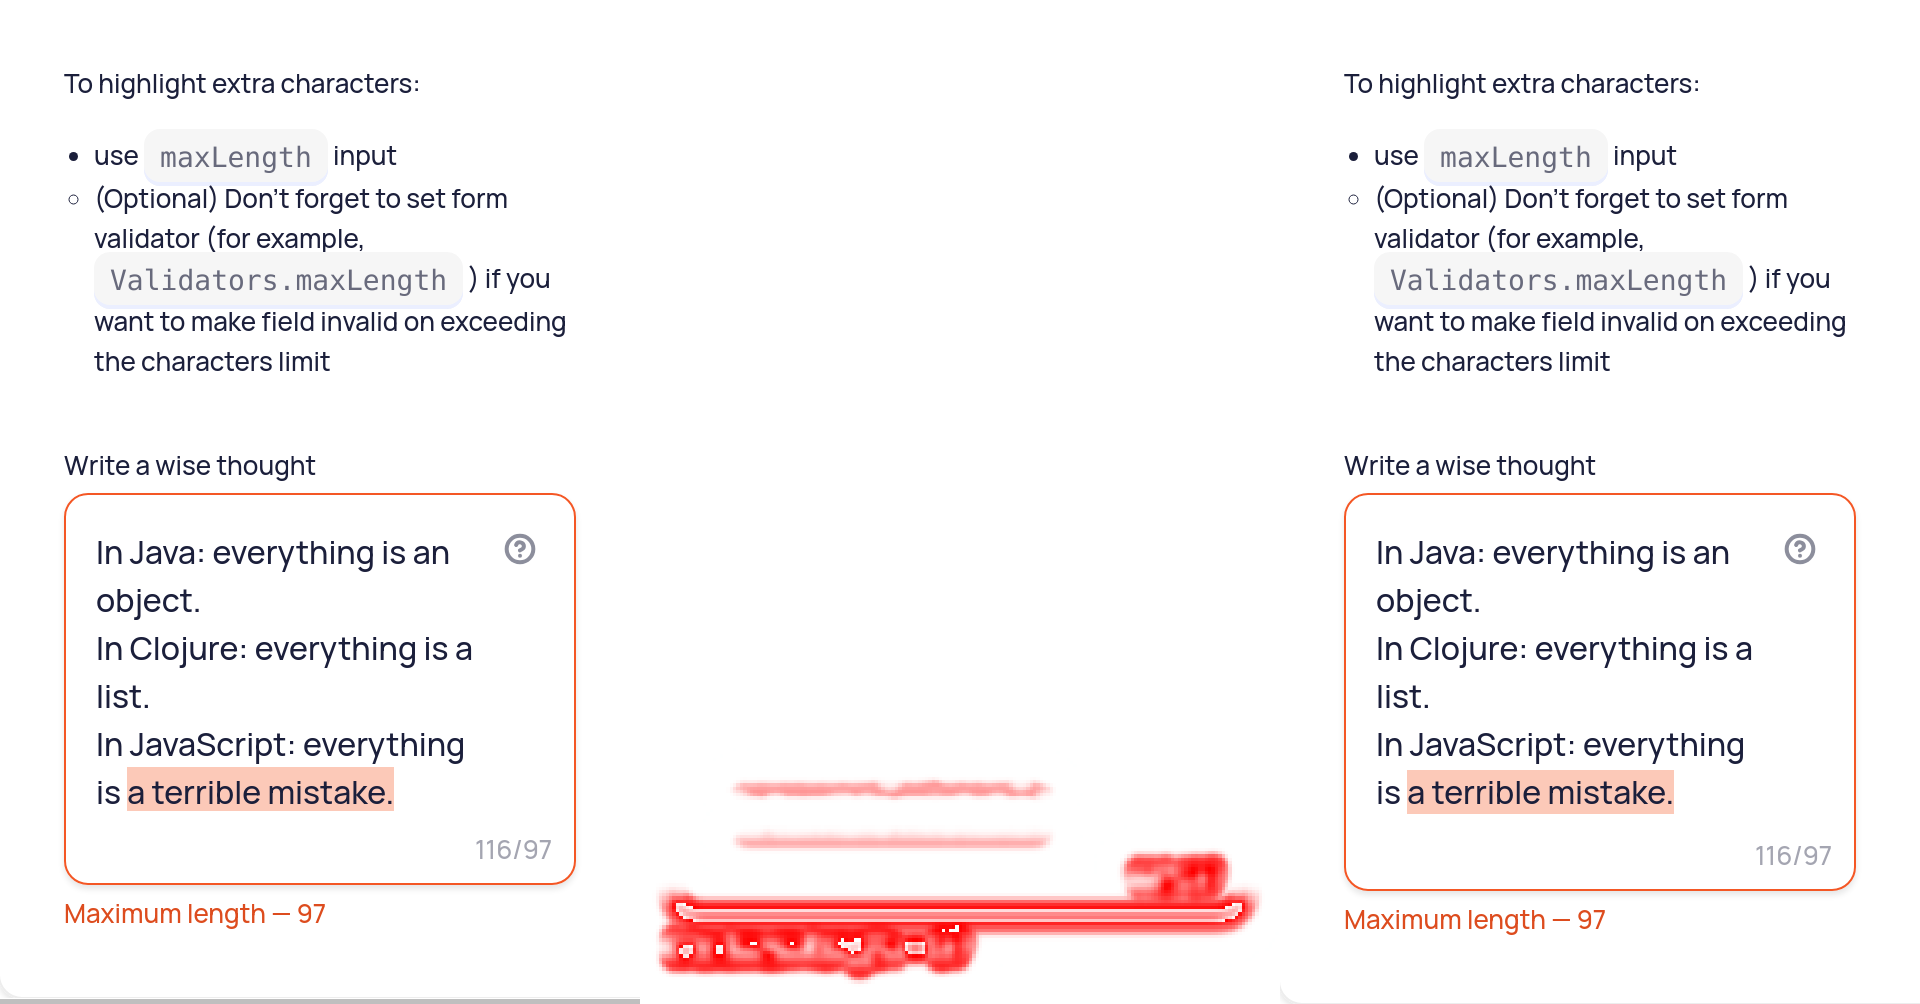 To highlight extra characters:
use maxLength input
(Optional) Don't forget to set form
validator (for example,
Validators.maxLength ) if you
want to make field invalid on exceeding
the characters limit
Write a wise thought
In Java: everything is an
object.
In Clojure: everything is a
list.
In JavaScript: everything
is a terrible mistake.
116/97
Maximum length — 97
To highlight extra characters:
use maxLength input
(Optional) Don't forget to set form
validator (for example,
Validators.maxLength ) if you
want to make field invalid on exceeding
the characters limit
Write a wise thought
In Java: everything is an
object.
In Clojure: everything is a
list.
In JavaScript: everything
is a terrible mistake.
116/97
Maximum length — 97